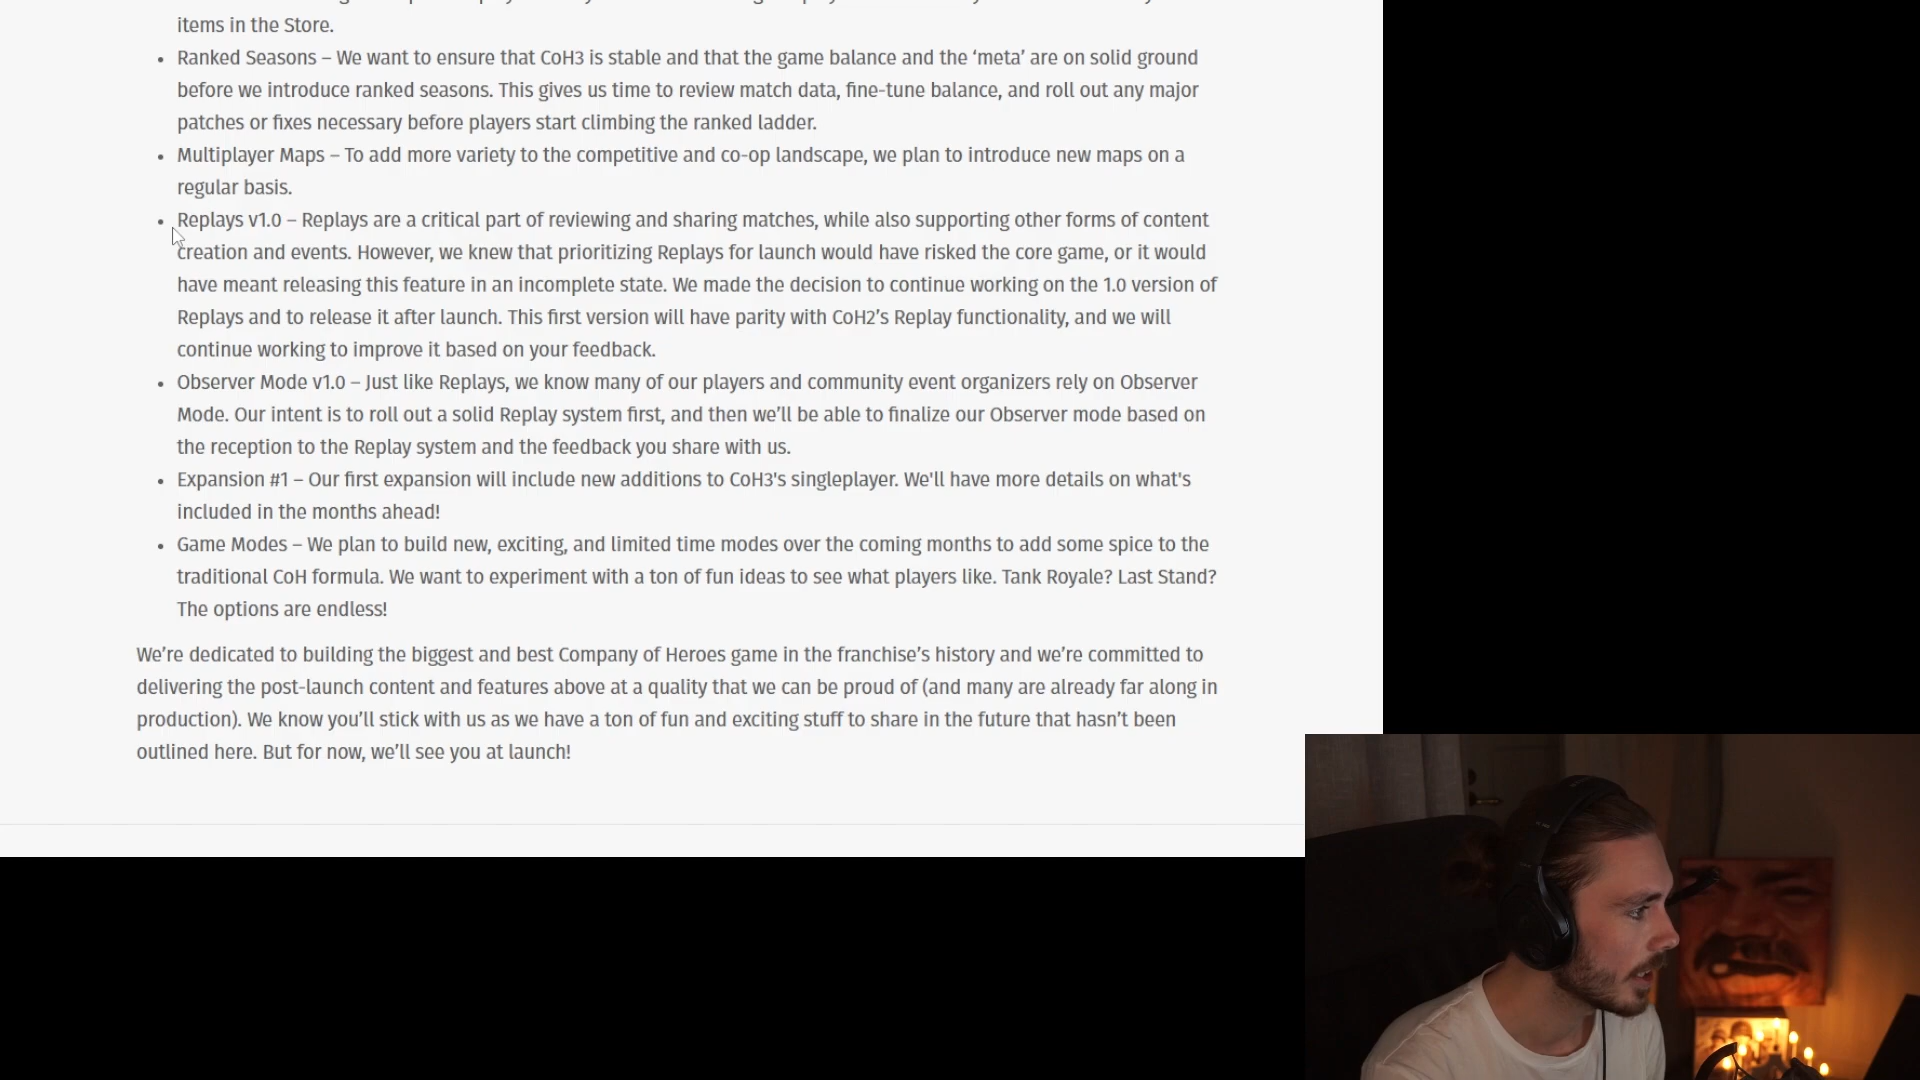 items in the Store.
Ranked Seasons – We want to ensure that CoH3 is stable and that the game balance and the ‘meta’ are on solid ground
before we introduce ranked seasons. This gives us time to review match data, fine-tune balance, and roll out any major
patches or fixes necessary before players start climbing the ranked ladder.
Multiplayer Maps – To add more variety to the competitive and co-op landscape, we plan to introduce new maps on a
regular basis.
Replays v1.0 – Replays are a critical part of reviewing and sharing matches, while also supporting other forms of content
creation and events. However, we knew that prioritizing Replays for launch would have risked the core game, or it would
have meant releasing this feature in an incomplete state. We made the decision to continue working on the 1.0 version of
Replays and to release it after launch. This first version will have parity with CoH2’s Replay functionality, and we will
continue working to improve it based on your feedback.
Observer Mode v1.0 – Just like Replays, we know many of our players and community event organizers rely on Observer
Mode. Our intent is to roll out a solid Replay system first, and then we’ll be able to finalize our Observer mode based on
the reception to the Replay system and the feedback you share with us.
Expansion #1 – Our first expansion will include new additions to CoH3's singleplayer. We'll have more details on what's
included in the months ahead!
Game Modes – We plan to build new, exciting, and limited time modes over the coming months to add some spice to the
traditional CoH formula. We want to experiment with a ton of fun ideas to see what players like. Tank Royale? Last Stand?
The options are endless!
We’re dedicated to building the biggest and best Company of Heroes game in the franchise’s history and we’re committed to
delivering the post-launch content and features above at a quality that we can be proud of (and many are already far along in
production). We know you’ll stick with us as we have a ton of fun and exciting stuff to share in the future that hasn’t been
outlined here. But for now, we’ll see you at launch!